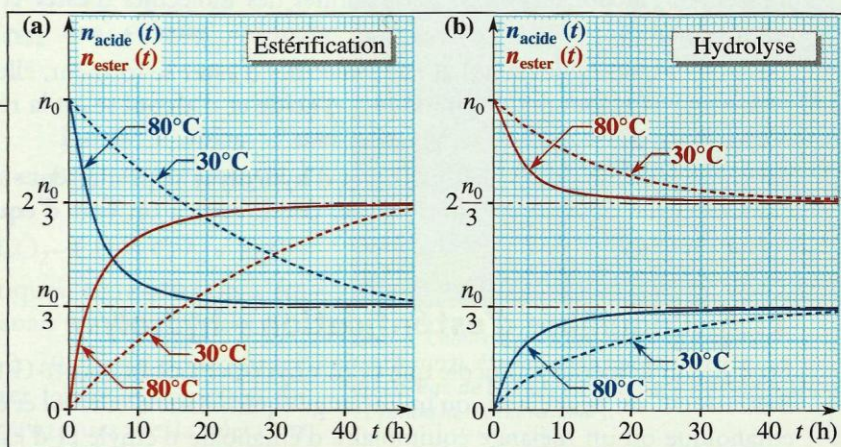 (a)
n_acide (t)
n_ester (t)
Estérification
n₀
80°C
30°C
2 n₀/3
n₀/3
30°C
80°C
0
0 10 20 30 40 t (h)
(b)
n_acide (t)
n_ester (t)
Hydrolyse
n₀
80°C
30°C
2 n₀/3
n₀/3
30°C
80°C
0
0 10 20 30 40 t (h)